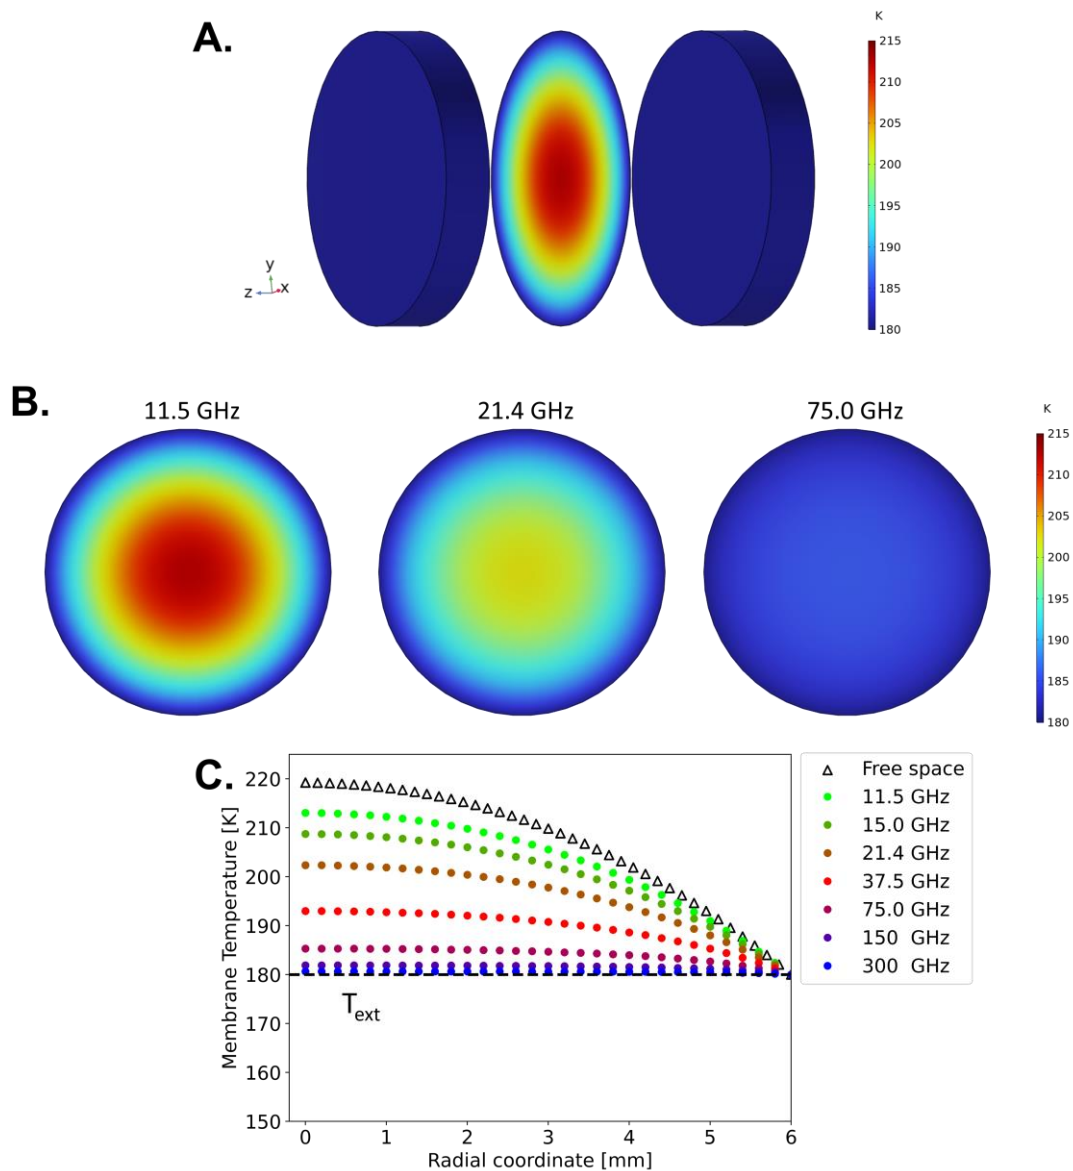 A.
K
215
210
205
200
195
190
185
180
y
z x
B.
11.5 GHz 21.4 GHz 75.0 GHz
K
215
210
205
200
195
190
185
180
C.
Membrane Temperature [K]
220
210
200
190
180
170
160
150
Text
0 1 2 3 4 5 6
Radial coordinate [mm]
Free space
11.5 GHz
15.0 GHz
21.4 GHz
37.5 GHz
75.0 GHz
150 GHz
300 GHz